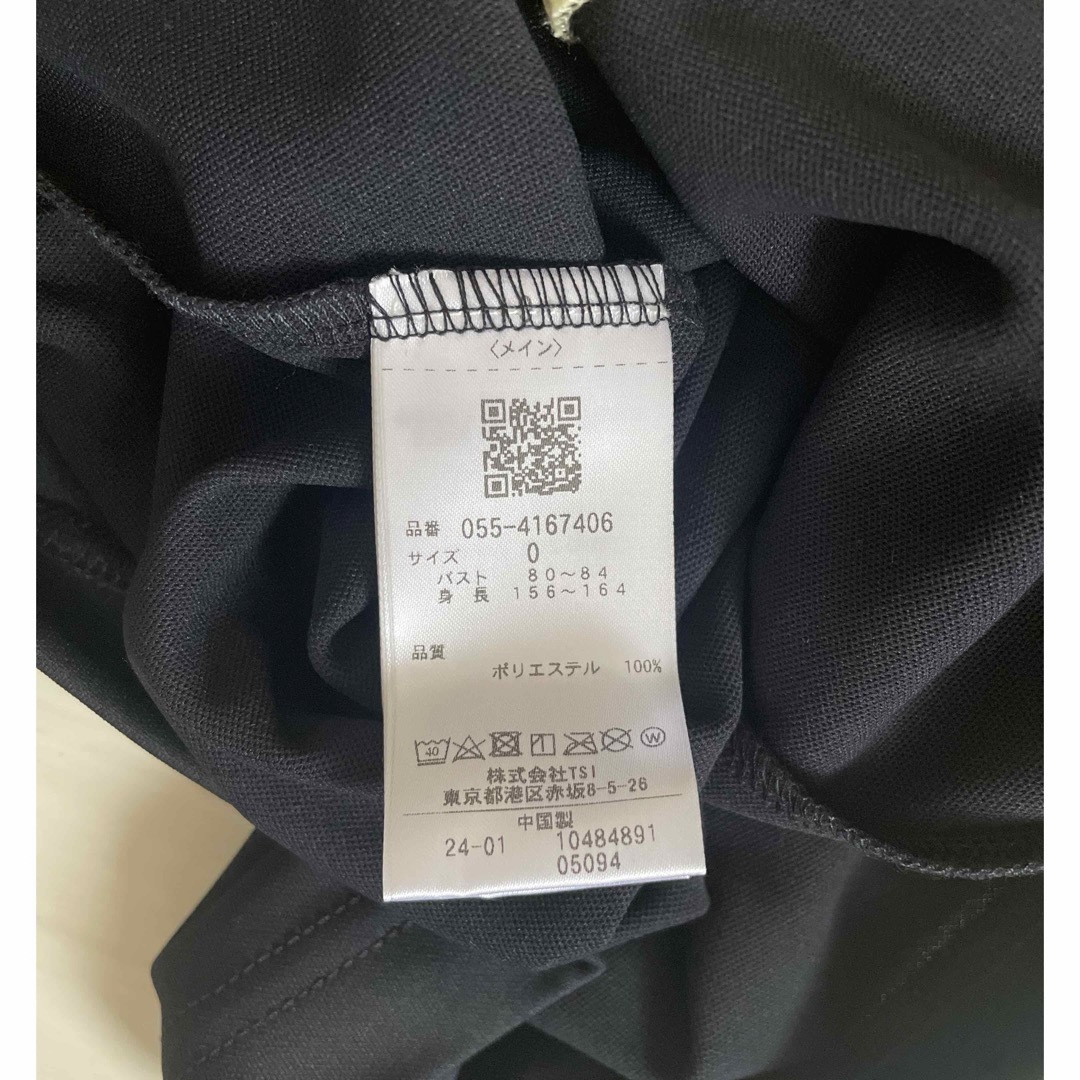 〈メイン〉
品番 055-4167406
サイズ 0
バスト 80～84
身長 156～164
品質
ポリエステル 100%
40 W
株式会社TSI
東京都港区赤坂8-5-26
中国製
24-01 10484891
05094